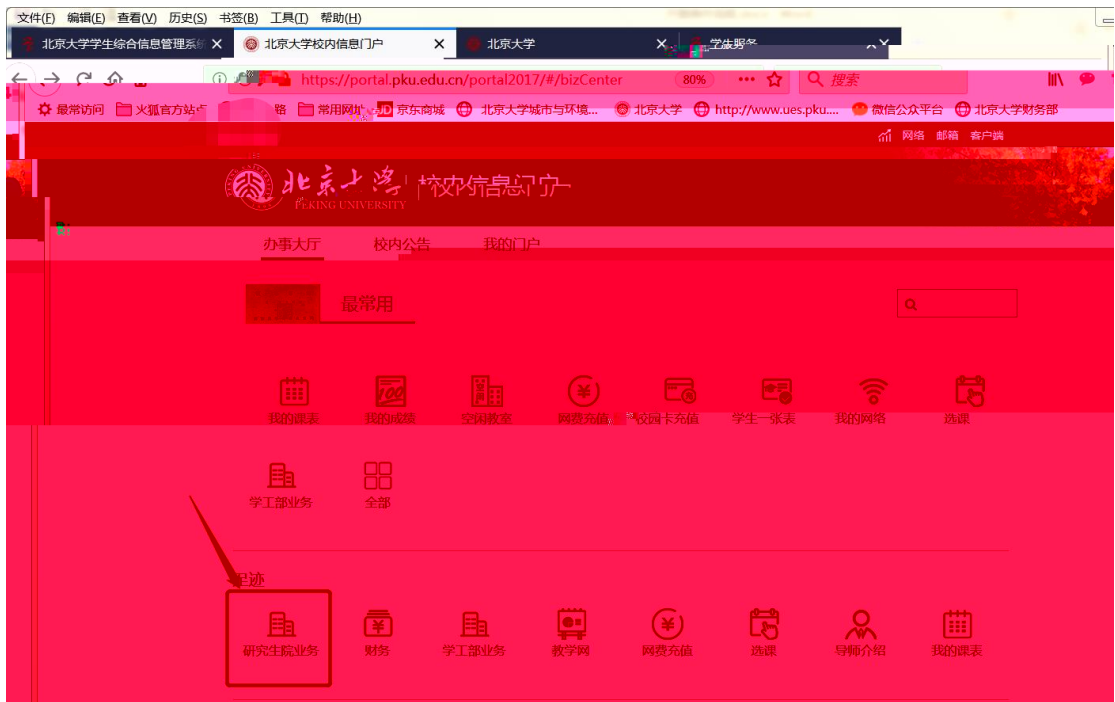 文件(F) 编辑(E) 查看(V) 历史(S) 书签(B) 工具(T) 帮助(H)
北京大学学生综合信息管理系统 北京大学校内信息门户 北京大学
https://portal.pku.edu.cn/portal2017/#/bizCenter 80% 搜索
最常访问 火狐官方站点 常用网址 京东商城 北京大学城市与环境... 北京大学 http://www.ues.pku.... 微信公众平台 北京大学财务部
网络 邮箱 客户端
北京大学 校内信息门户
PEKING UNIVERSITY
办事大厅 校内公告 我的门户
最常用
我的课表 我的成绩 空闲教室 网费充值 校园卡充值 学生一张表 我的网络 选课
学工部业务 全部
足迹
研究生院业务 财务 学工部业务 教学网 网费充值 选课 导师介绍 我的课表